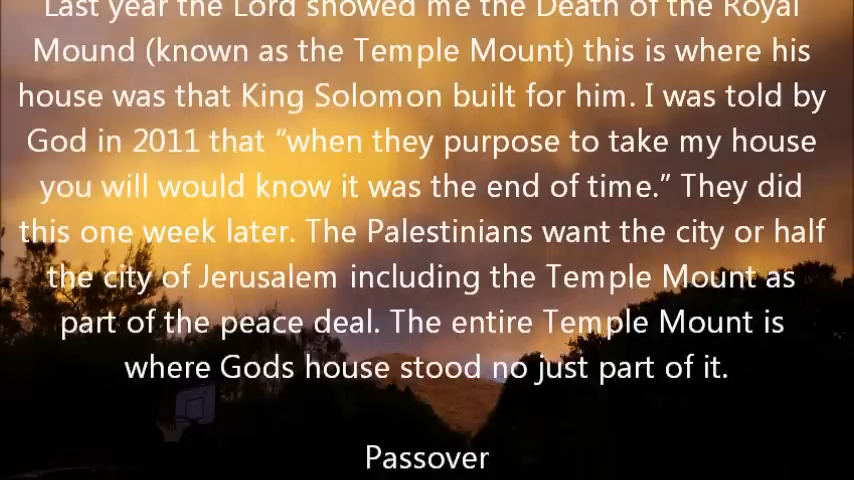 Last year the Lord showed me the Death of the Royal
Mound (known as the Temple Mount) this is where his
house was that King Solomon built for him. I was told by
God in 2011 that “when they purpose to take my house
you will would know it was the end of time.” They did
this one week later. The Palestinians want the city or half
the city of Jerusalem including the Temple Mount as
part of the peace deal. The entire Temple Mount is
where Gods house stood no just part of it.
Passover